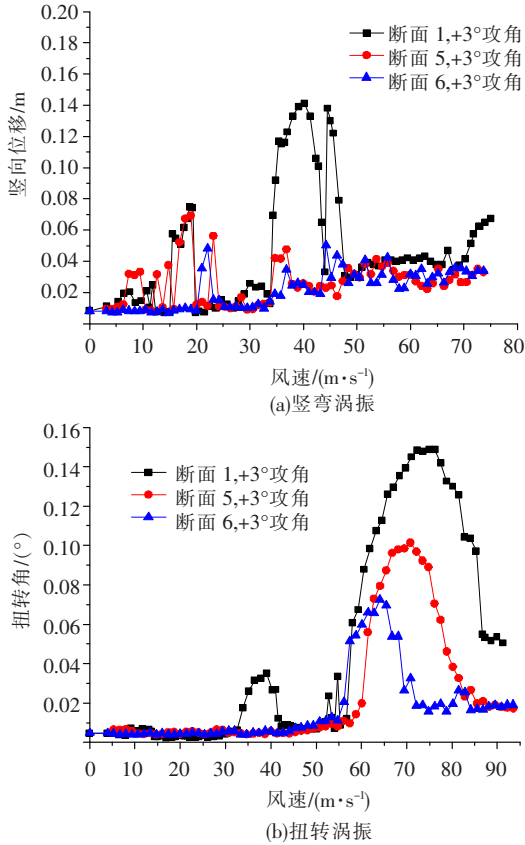 0.20
0.18
0.16
0.14
0.12
0.10
0.08
0.06
0.04
0.02
竖向位移/m
断面 1,+3°攻角
断面 5,+3°攻角
断面 6,+3°攻角
0 10 20 30 40 50 60 70 80
风速/(m·s⁻¹)
(a)竖弯涡振
0.16
0.14
0.12
0.10
0.08
0.06
0.04
0.02
扭转角/(°)
断面 1,+3°攻角
断面 5,+3°攻角
断面 6,+3°攻角
0 10 20 30 40 50 60 70 80 90
风速/(m·s⁻¹)
(b)扭转涡振